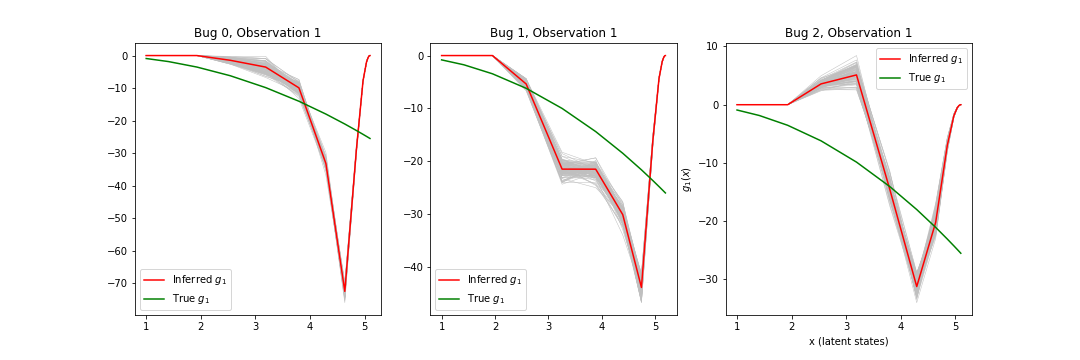 Bug 0, Observation 1
0
−10
−20
−30
−40
−50
−60
−70
1 2 3 4 5
Inferred g₁
True g₁
Bug 1, Observation 1
0
−10
−20
−30
−40
1 2 3 4 5
Inferred g₁
True g₁
Bug 2, Observation 1
g₁(x)
10
0
−10
−20
−30
1 2 3 4 5
x (latent states)
Inferred g₁
True g₁